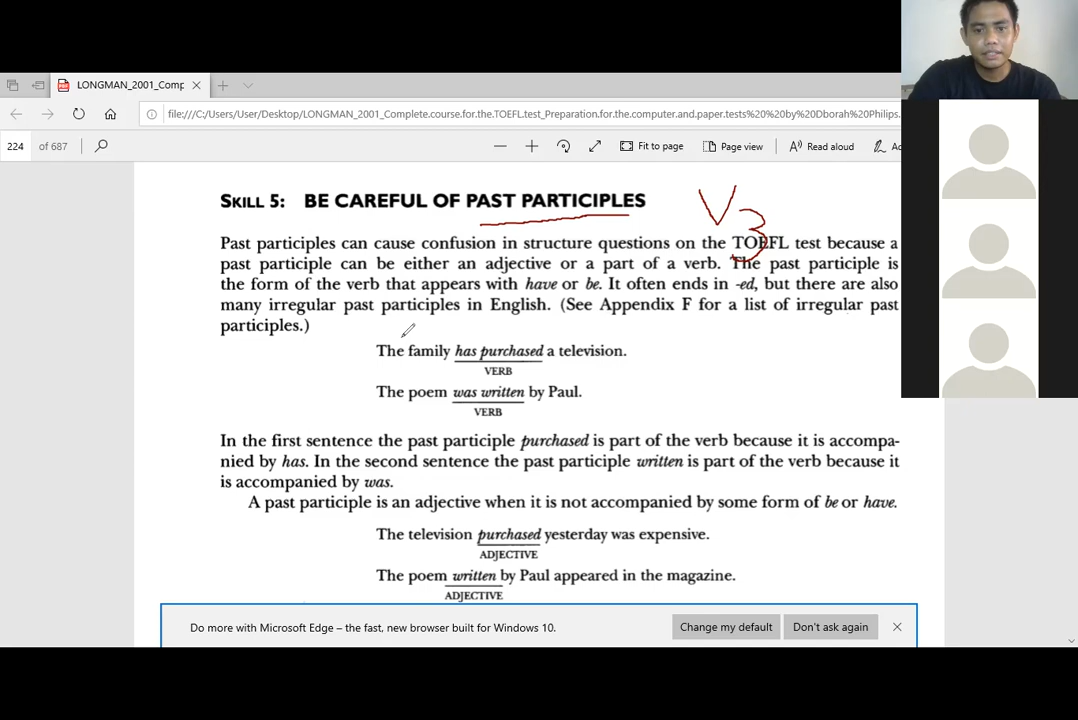 LONGMAN_2001_Comp
file:///C:/Users/User/Desktop/LONGMAN_2001_Complete.course.for.the.TOEFL.test_Preparation.for.the.computer.and.paper.tests%20%20by%20Dborah%20Philips.
224 of 687 Fit to page Page view Read aloud Ad
SKILL 5: BE CAREFUL OF PAST PARTICIPLES
V3
Past participles can cause confusion in structure questions on the TOEFL test because a
past participle can be either an adjective or a part of a verb. The past participle is
the form of the verb that appears with have or be. It often ends in -ed, but there are also
many irregular past participles in English. (See Appendix F for a list of irregular past
participles.)
The family has purchased a television.
VERB
The poem was written by Paul.
VERB
In the first sentence the past participle purchased is part of the verb because it is accompa-
nied by has. In the second sentence the past participle written is part of the verb because it
is accompanied by was.
A past participle is an adjective when it is not accompanied by some form of be or have.
The television purchased yesterday was expensive.
ADJECTIVE
The poem written by Paul appeared in the magazine.
ADJECTIVE
Do more with Microsoft Edge – the fast, new browser built for Windows 10. Change my default Don't ask again